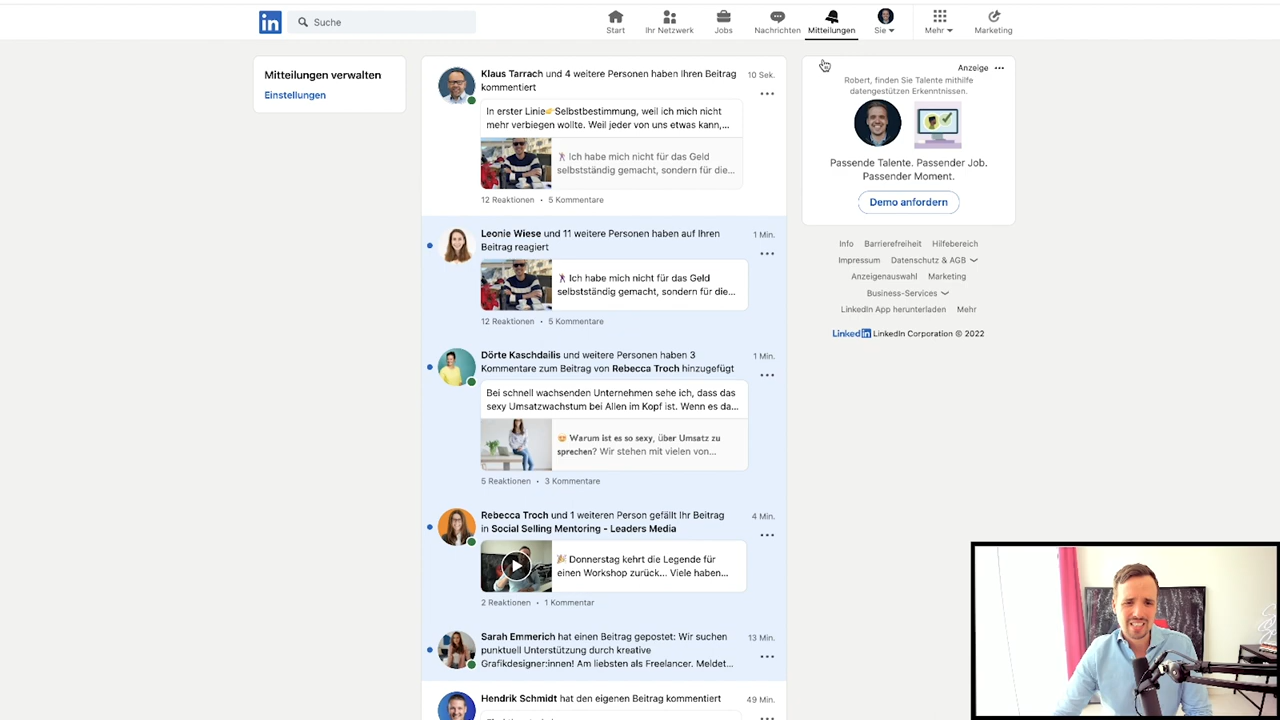 in
Suche
Start
Ihr Netzwerk
Jobs
Nachrichten
Mitteilungen
Sie
Mehr
Marketing
Mitteilungen verwalten
Einstellungen
Klaus Tarrach und 4 weitere Personen haben Ihren Beitrag
kommentiert
10 Sek.
In erster Linie👉Selbstbestimmung, weil ich mich nicht
mehr verbiegen wollte. Weil jeder von uns etwas kann,...
Ich habe mich nicht für das Geld
selbstständig gemacht, sondern für die...
12 Reaktionen • 5 Kommentare
Leonie Wiese und 11 weitere Personen haben auf Ihren
Beitrag reagiert
1 Min.
Ich habe mich nicht für das Geld
selbstständig gemacht, sondern für die...
12 Reaktionen • 5 Kommentare
Dörte Kaschdailis und weitere Personen haben 3
Kommentare zum Beitrag von Rebecca Troch hinzugefügt
1 Min.
Bei schnell wachsenden Unternehmen sehe ich, dass das
sexy Umsatzwachstum bei Allen im Kopf ist. Wenn es da...
😍 Warum ist es so sexy, über Umsatz zu
sprechen? Wir stehen mit vielen von...
5 Reaktionen • 3 Kommentare
Rebecca Troch und 1 weiteren Person gefällt Ihr Beitrag
in Social Selling Mentoring - Leaders Media
4 Min.
🎉 Donnerstag kehrt die Legende für
einen Workshop zurück... Viele haben...
2 Reaktionen • 1 Kommentar
Sarah Emmerich hat einen Beitrag gepostet: Wir suchen
punktuell Unterstützung durch kreative
Grafikdesigner:innen! Am liebsten als Freelancer. Meldet...
13 Min.
Hendrik Schmidt hat den eigenen Beitrag kommentiert
49 Min.
Anzeige
Robert, finden Sie Talente mithilfe
datengestützen Erkenntnissen.
Passende Talente. Passender Job.
Passender Moment.
Demo anfordern
Info Barrierefreiheit Hilfebereich
Impressum Datenschutz & AGB
Anzeigenauswahl Marketing
Business-Services
LinkedIn App herunterladen Mehr
Linkedin LinkedIn Corporation © 2022